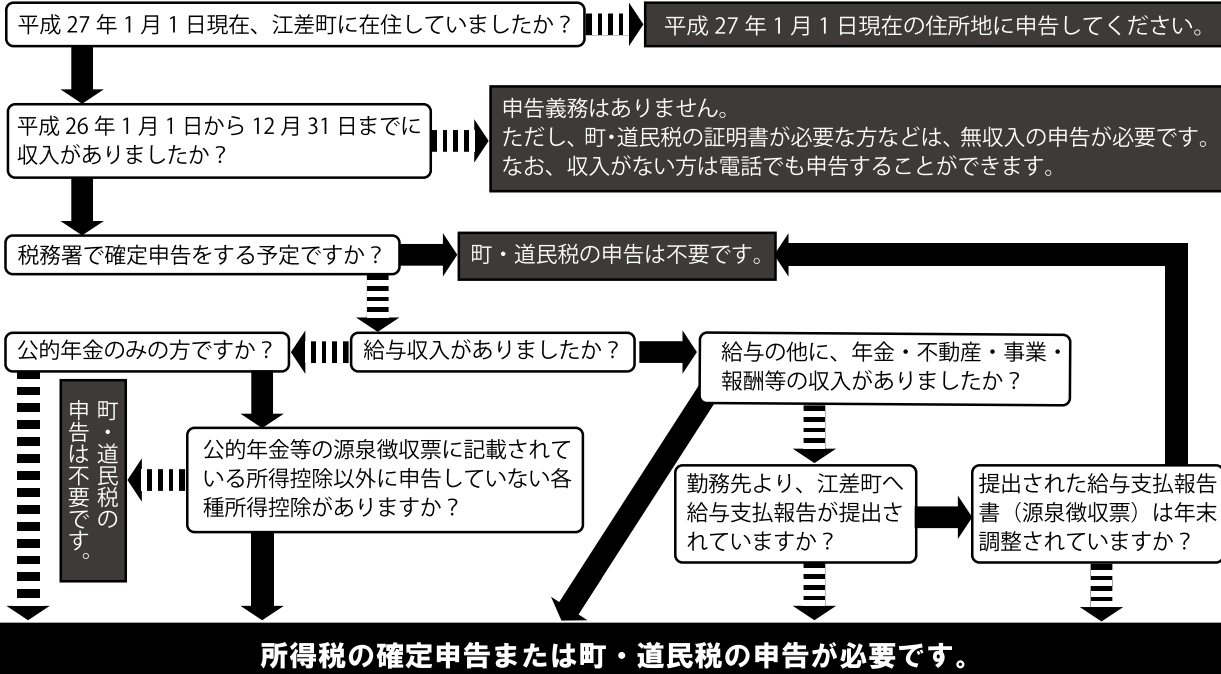 平成 27 年 1 月 1 日現在、江差町に在住していましたか？
平成 27 年 1 月 1 日現在の住所地に申告してください。
平成 26 年 1 月 1 日から 12 月 31 日までに
収入がありましたか？
申告義務はありません。
ただし、町・道民税の証明書が必要な方などは、無収入の申告が必要です。
なお、収入がない方は電話でも申告することができます。
税務署で確定申告をする予定ですか？
町・道民税の申告は不要です。
公的年金のみの方ですか？
給与収入がありましたか？
給与の他に、年金・不動産・事業・
報酬等の収入がありましたか？
町・道民税の
申告は不要です。
公的年金等の源泉徴収票に記載されて
いる所得控除以外に申告していない各
種所得控除がありますか？
勤務先より、江差町へ
給与支払報告が提出さ
れていますか？
提出された給与支払報告
書（源泉徴収票）は年末
調整されていますか？
所得税の確定申告または町・道民税の申告が必要です。